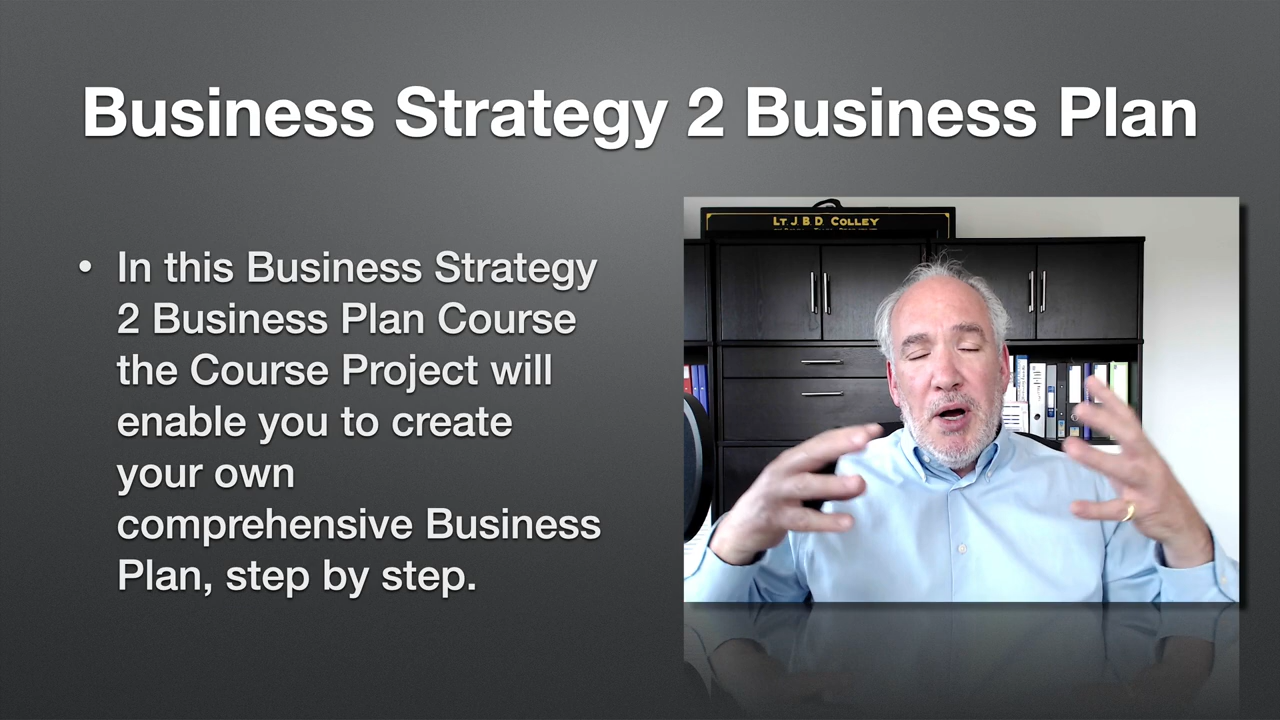 Business Strategy 2 Business Plan
• In this Business Strategy
2 Business Plan Course
the Course Project will
enable you to create
your own
comprehensive Business
Plan, step by step.
LT. J. B. D. COLLEY